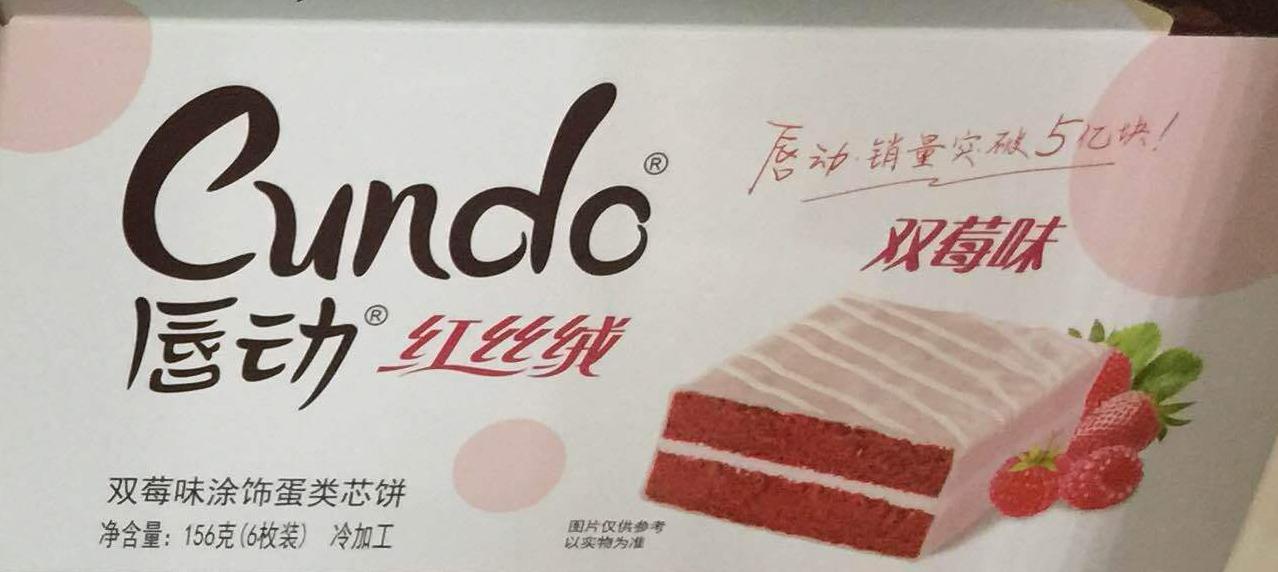 Cundo®
唇动·销量突破5亿块!
双莓味
唇动® 红丝绒
双莓味涂饰蛋类芯饼
净含量：156克(6枚装) 冷加工
图片仅供参考
以实物为准